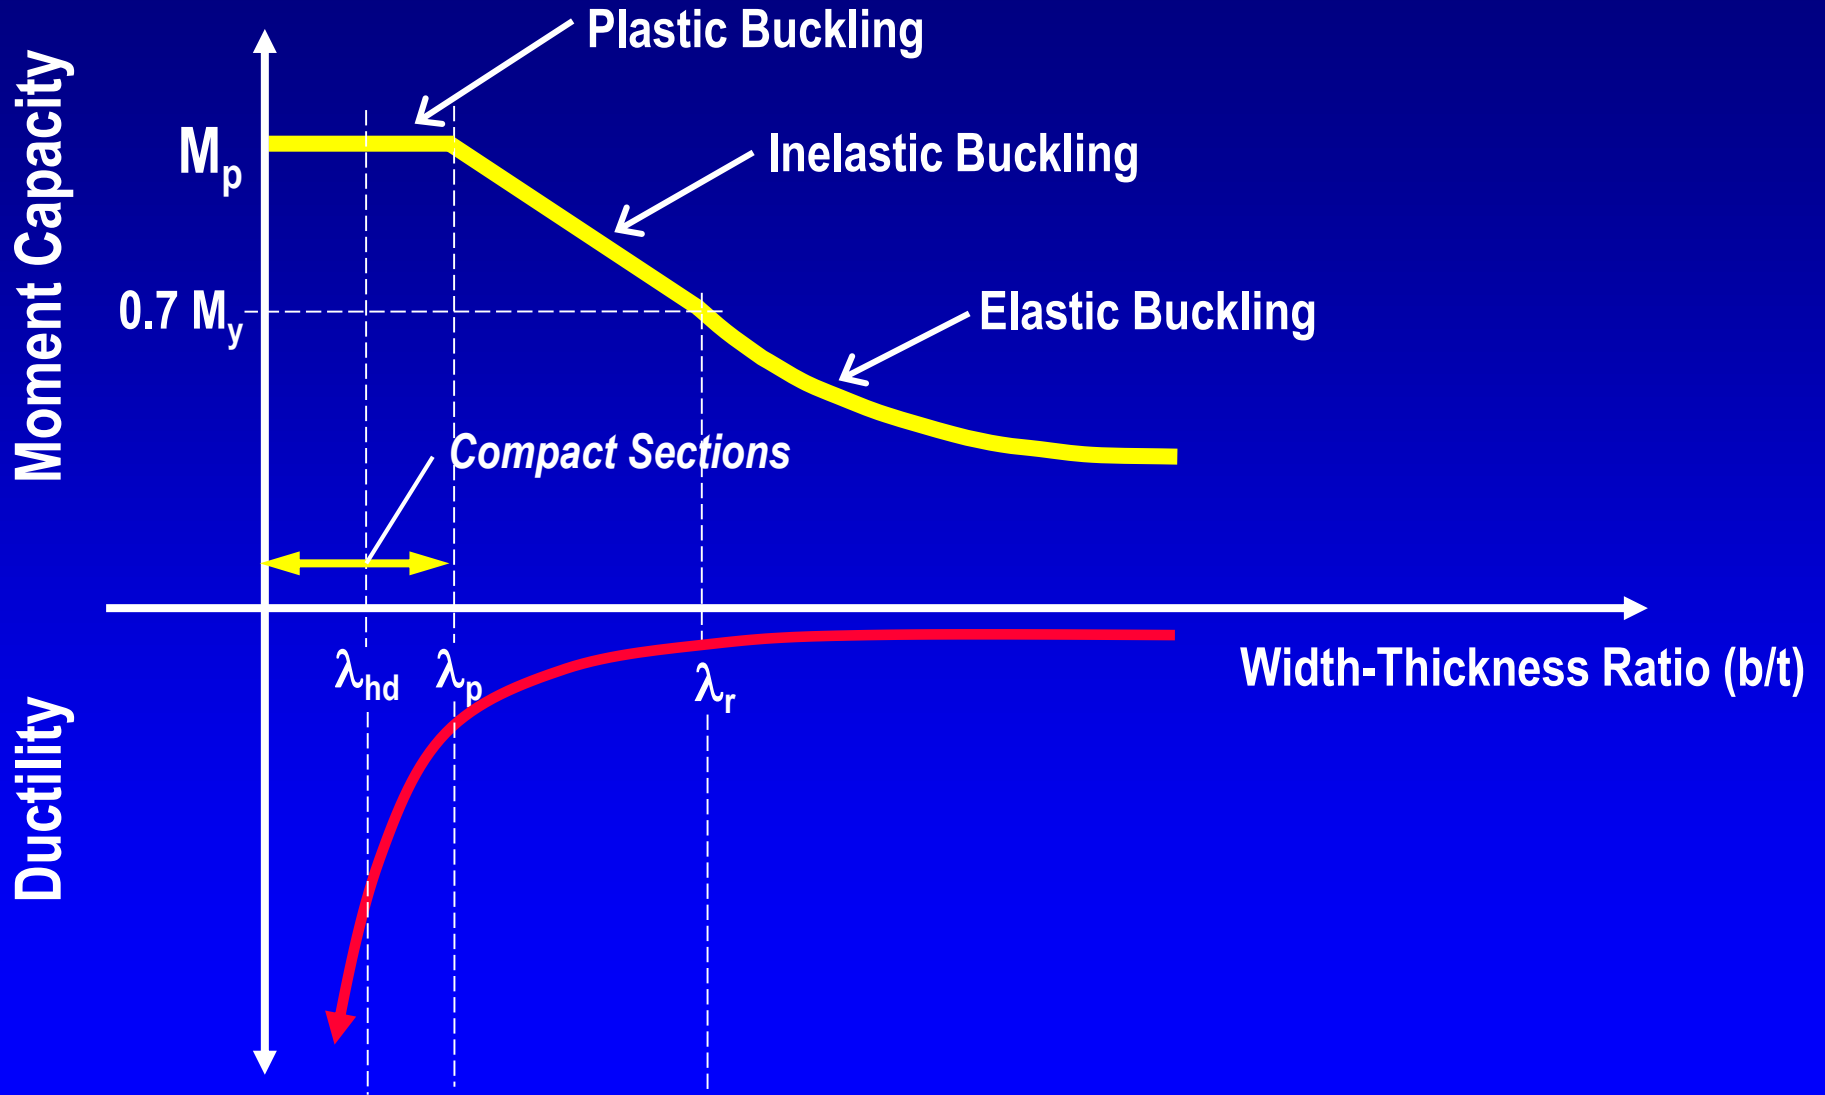 Plastic Buckling
Moment Capacity
Mp
Inelastic Buckling
0.7 My
Elastic Buckling
Compact Sections
λhd
λp
λr
Width-Thickness Ratio (b/t)
Ductility